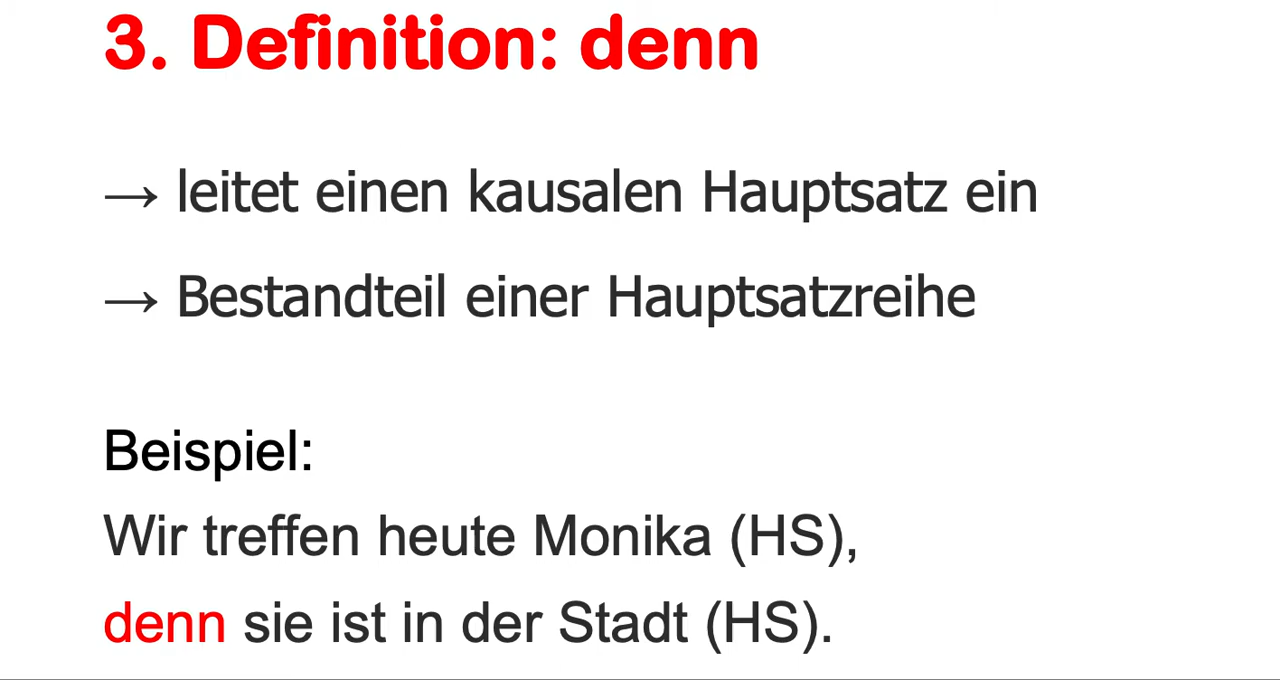 3. Definition: denn
→ leitet einen kausalen Hauptsatz ein
→ Bestandteil einer Hauptsatzreihe
Beispiel:
Wir treffen heute Monika (HS),
denn sie ist in der Stadt (HS).